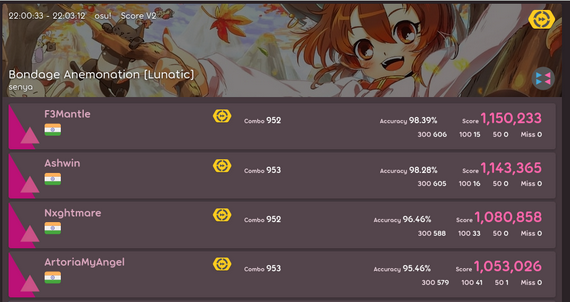 22:00:33 - 22:03:12 osu! Score V2
Bondage Anemonation [Lunatic]
senya
F3Mantle Combo 952 Accuracy 98.39% Score 1,150,233
300 606 100 15 50 0 Miss 0
Ashwin Combo 953 Accuracy 98.28% Score 1,143,365
300 605 100 16 50 0 Miss 0
Nxghtmare Combo 952 Accuracy 96.46% Score 1,080,858
300 588 100 33 50 0 Miss 0
ArtoriaMyAngel Combo 953 Accuracy 95.46% Score 1,053,026
300 579 100 41 50 1 Miss 0